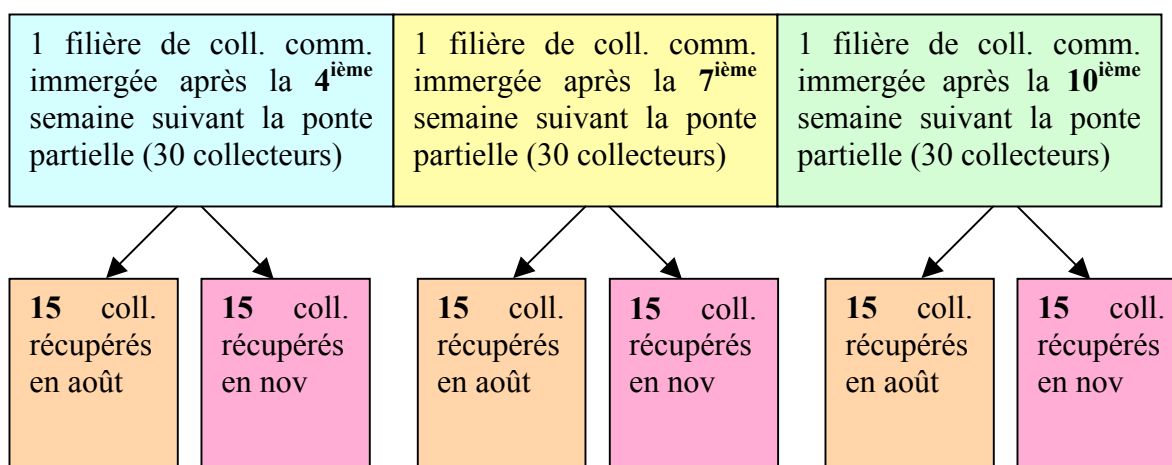 1 filière de coll. comm.
immergée après la 4ième
semaine suivant la ponte
partielle (30 collecteurs)
1 filière de coll. comm.
immergée après la 7ième
semaine suivant la ponte
partielle (30 collecteurs)
1 filière de coll. comm.
immergée après la 10ième
semaine suivant la ponte
partielle (30 collecteurs)
15 coll.
récupérés
en août
15 coll.
récupérés
en nov
15 coll.
récupérés
en août
15 coll.
récupérés
en nov
15 coll.
récupérés
en août
15 coll.
récupérés
en nov